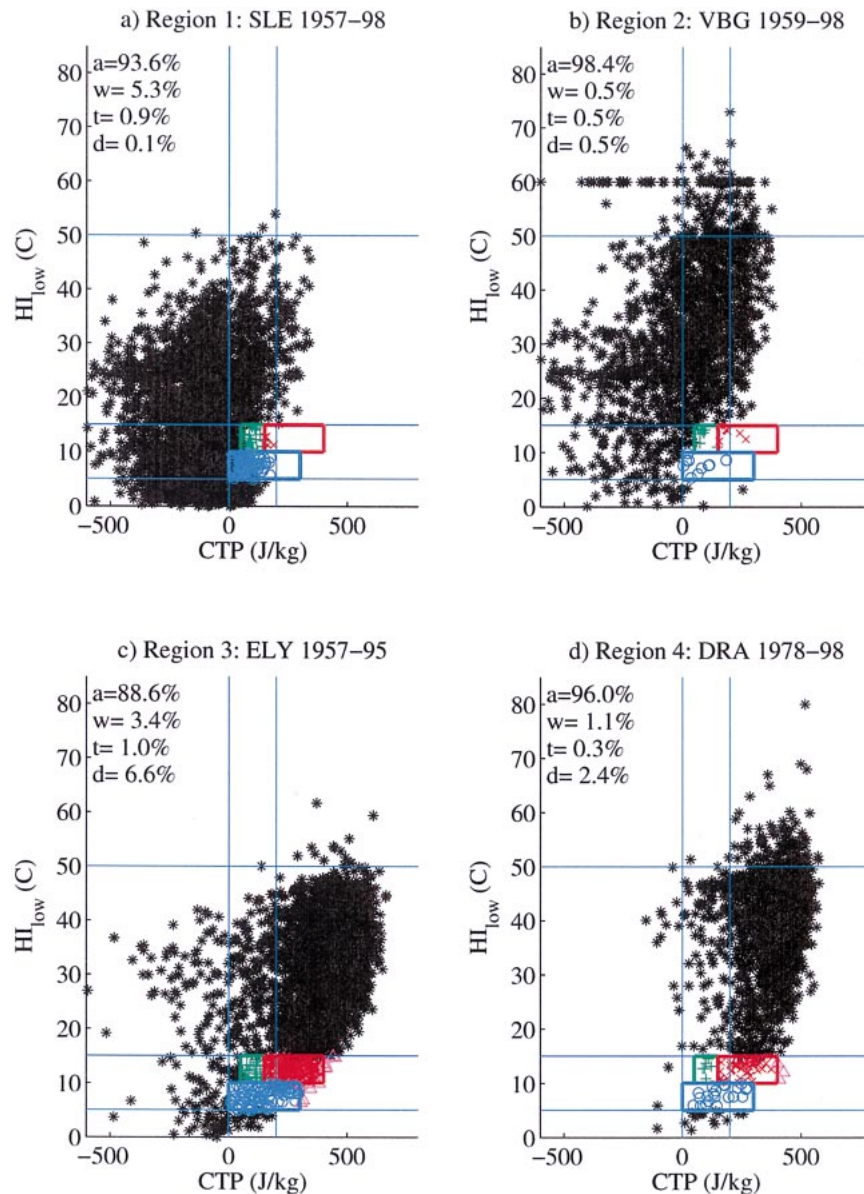 a) Region 1: SLE 1957−98
a=93.6%
w= 5.3%
t= 0.9%
d= 0.1%
80
70
60
50
40
30
20
10
0
HI_low (C)
−500 0 500
CTP (J/kg)
b) Region 2: VBG 1959−98
a=98.4%
w= 0.5%
t= 0.5%
d= 0.5%
80
70
60
50
40
30
20
10
0
HI_low (C)
−500 0 500
CTP (J/kg)
c) Region 3: ELY 1957−95
a=88.6%
w= 3.4%
t= 1.0%
d= 6.6%
80
70
60
50
40
30
20
10
0
HI_low (C)
−500 0 500
CTP (J/kg)
d) Region 4: DRA 1978−98
a=96.0%
w= 1.1%
t= 0.3%
d= 2.4%
80
70
60
50
40
30
20
10
0
HI_low (C)
−500 0 500
CTP (J/kg)